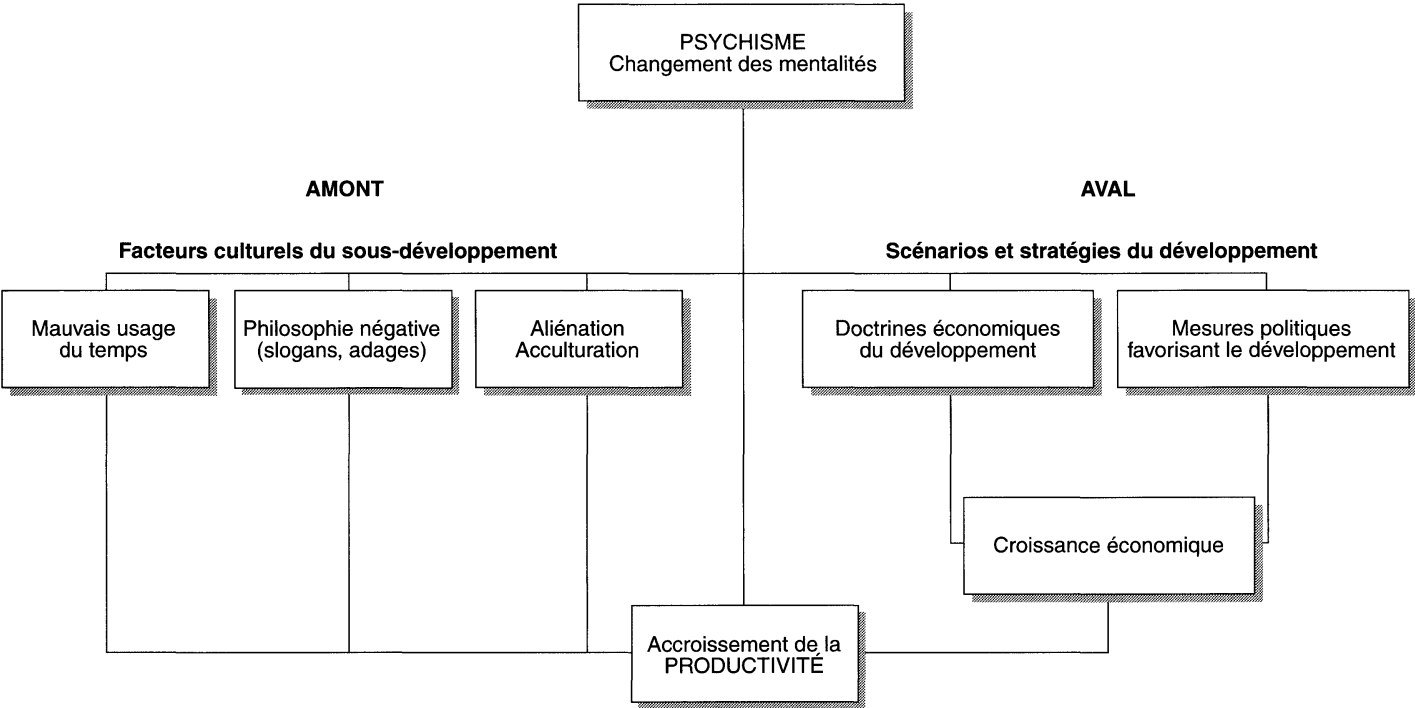 PSYCHISME
Changement des mentalités
AMONT
AVAL
Facteurs culturels du sous-développement
Scénarios et stratégies du développement
Mauvais usage
du temps
Philosophie négative
(slogans, adages)
Aliénation
Acculturation
Doctrines économiques
du développement
Mesures politiques
favorisant le développement
Croissance économique
Accroissement de la
PRODUCTIVITÉ